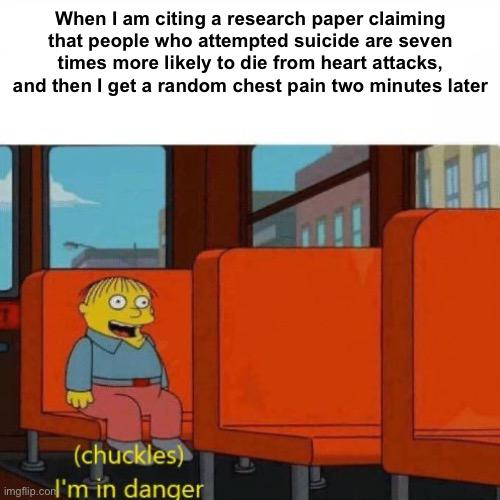 When I am citing a research paper claiming
that people who attempted suicide are seven
times more likely to die from heart attacks,
and then I get a random chest pain two minutes later
(chuckles)
I'm in danger
imgflip.com